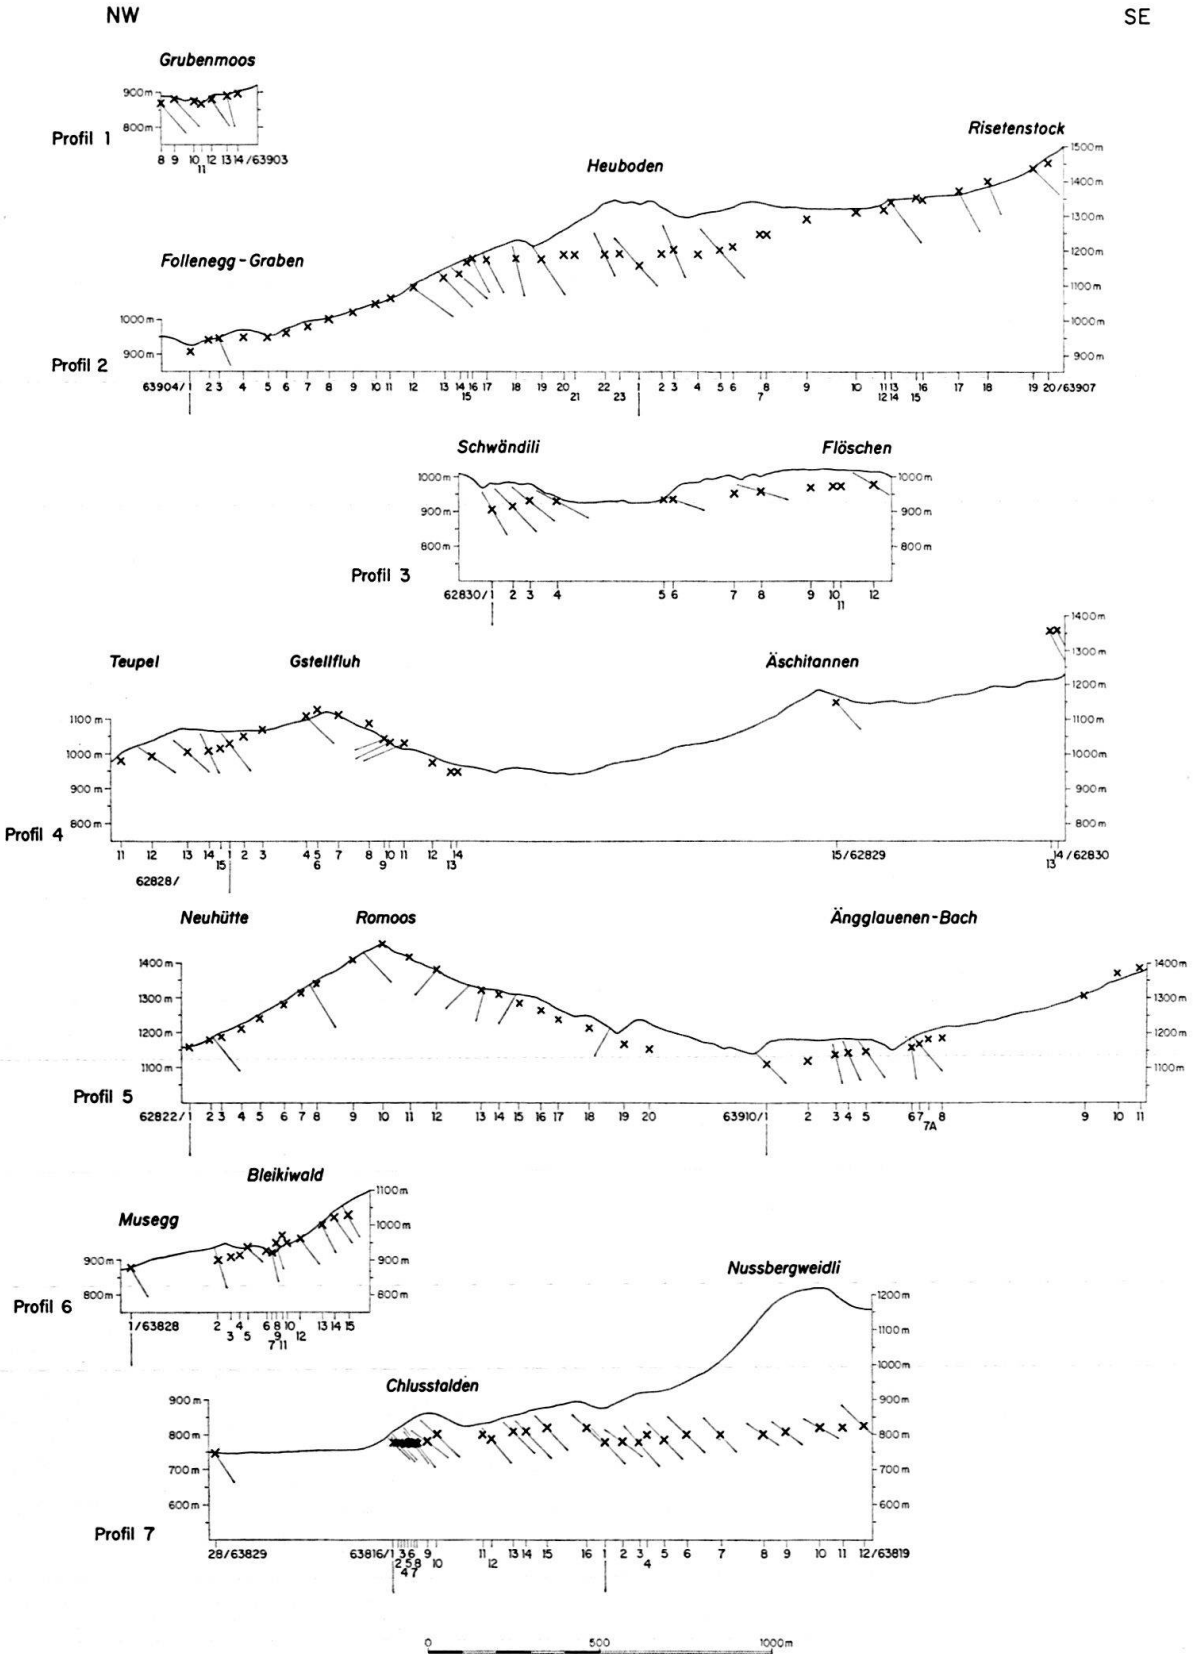 NW SE
Grubenmoos
900m
800m
Profil 1
8 9 10 12 13 14 /63903
11
Risetenstock
Heuboden
Follenegg-Graben
1500m
1400m
1300m
1200m
1100m
1000m 1000m
900m 900m
Profil 2
63904/1 2 3 4 5 6 7 8 9 10 11 12 13 14 16 17 18 19 20 22 1 2 3 4 5 6 8 9 10 11 13 16 17 18 19 20/63907
15 21 23 7 12 14 15
Schwändili Flöschen
1000m 1000m
900m 900m
800m 800m
Profil 3
62830/1 2 3 4 5 6 7 8 9 10 12
11
Teupel Gstellfluh Äschitannen
1400m
1300m
1200m
1100m 1100m
1000m 1000m
900m 900m
800m 800m
Profil 4
11 12 13 14 1 2 3 4 5 7 8 10 11 12 14 15/62829 14/62830
15 6 9 13 13
62828/
Neuhütte Romoos Ängglauenen-Bach
1400m 1400m
1300m 1300m
1200m 1200m
1100m 1100m
Profil 5
62822/1 2 3 4 5 6 7 8 9 10 11 12 13 14 15 16 17 18 19 20 63910/1 2 3 4 5 6 7 8 9 10 11
7A
Bleikiwald
Musegg
1100m
1000m
900m 900m
800m 800m
Profil 6
1/63828 2 4 6 8 10 12 13 14 15
3 5 9
7 11
Nussbergweidli
Chlusstalden
1200m
1100m
1000m
900m 900m
800m 800m
700m 700m
600m 600m
Profil 7
28/63829 63816/1 3 6 9 11 13 14 15 16 1 2 3 5 6 7 8 9 10 11 12/63819
2 5 8 10 12 4
4 7
0 500 1000m